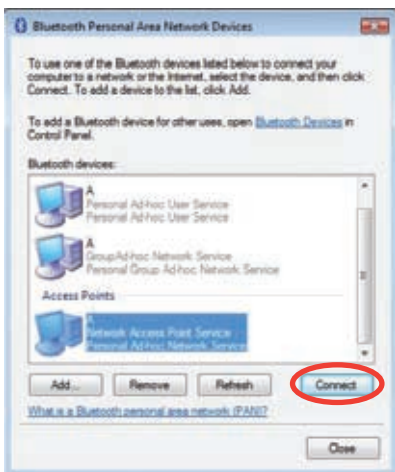 Bluetooth Personal Area Network Devices
To use one of the Bluetooth devices listed below to connect your
computer to a network or the Internet, select the device, and then click
Connect. To add a device to the list, click Add.
To add a Bluetooth device for other uses, open Bluetooth Devices in
Control Panel.
Bluetooth devices:
A
Personal Ad-hoc User Service
Personal Ad-hoc User Service
A
GroupAd-hoc Network Service
Personal Group Ad-hoc Network Service
Access Points
A
Network Access Point Service
Personal Ad-hoc Network Service
Add... Remove Refresh Connect
What is a Bluetooth personal area network (PAN)?
Close